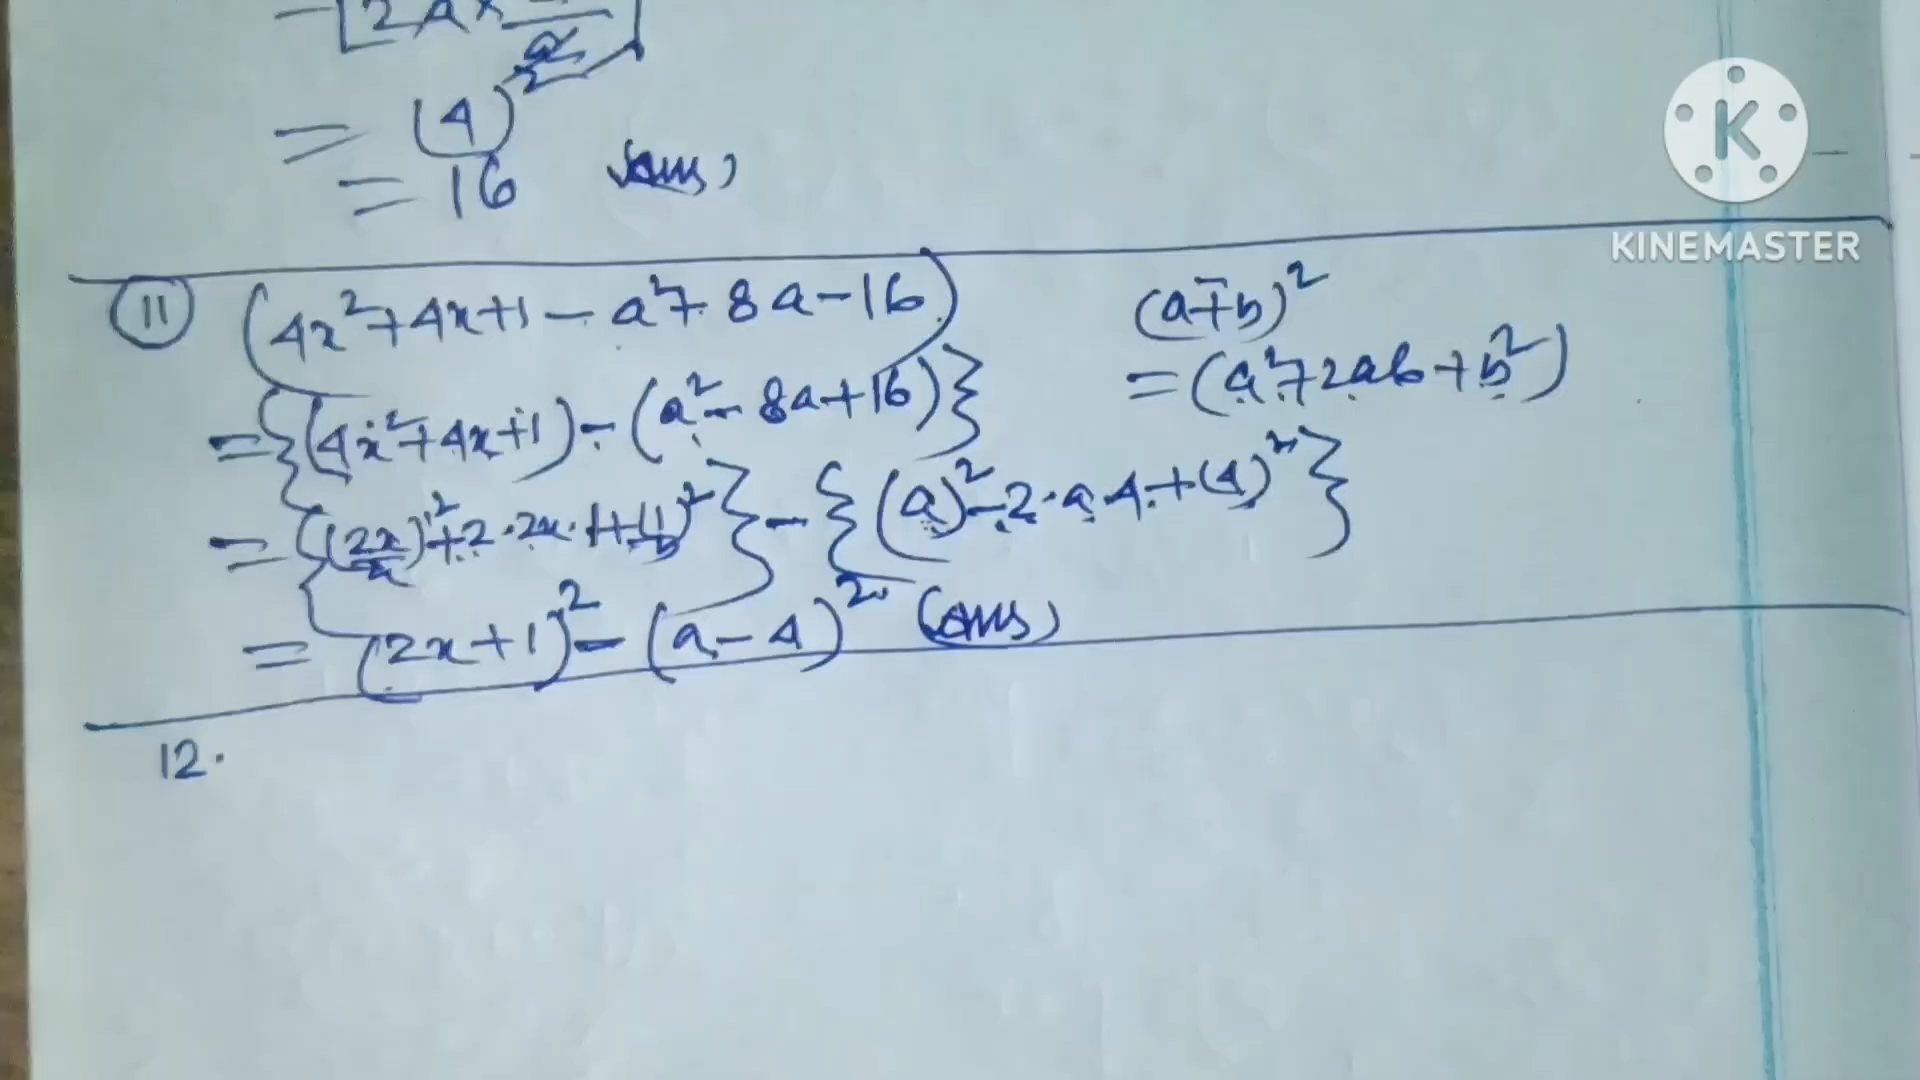 = [2a ×
= (4)²
= 16 ans,
K
KINEMASTER
11 (4x²+4x+1-a²+8a-16)
(a+b)²
={(4x²+4x+1)-(a²-8a+16)}
=(a²+2ab+b²)
={(2x)²+2·2x·1+(1)²}-{(a)²-2·a·4+(4)²}
= (2x+1)²-(a-4)² (ans)
12.